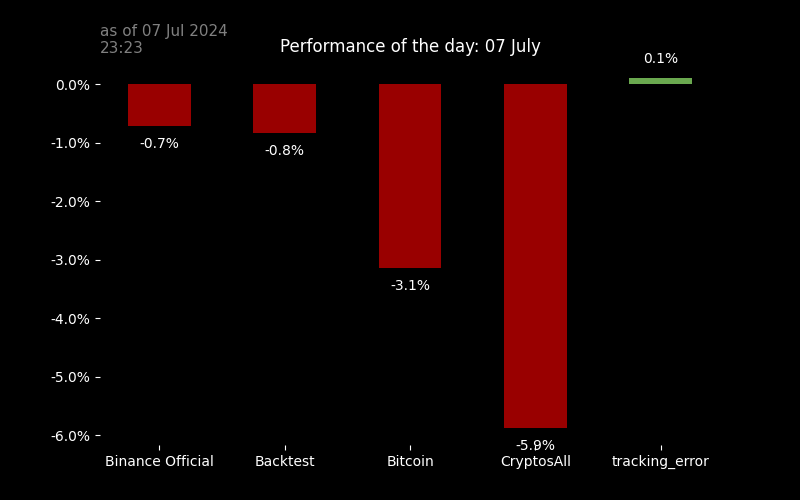 as of 07 Jul 2024
23:23
Performance of the day: 07 July
0.1%
0.0%
-0.7%
-0.8%
-1.0%
-2.0%
-3.0%
-3.1%
-4.0%
-5.0%
-5.9%
-6.0%
Binance Official
Backtest
Bitcoin
CryptosAll
tracking_error